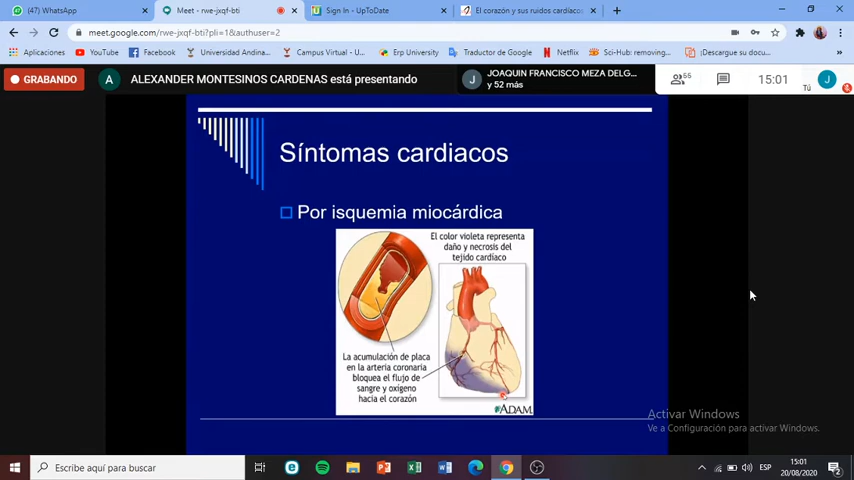 (47) WhatsApp
Meet - rwe-jxqf-bti
Sign In - UpToDate
El corazón y sus ruidos cardíacos
meet.google.com/rwe-jxqf-bti?pli=1&authuser=2
Aplicaciones
YouTube
Facebook
Universidad Andina...
Campus Virtual - U...
Erp University
Traductor de Google
Netflix
Sci-Hub: removing...
¡Descargue su docu...
GRABANDO
A
ALEXANDER MONTESINOS CARDENAS está presentando
J
JOAQUIN FRANCISCO MEZA DELG...
y 52 más
55
15:01
Tú
J
Síntomas cardiacos
Por isquemia miocárdica
El color violeta representa
daño y necrosis del
tejido cardíaco
La acumulación de placa
en la arteria coronaria
bloquea el flujo de
sangre y oxígeno
hacia el corazón
ADAM
Activar Windows
Ve a Configuración para activar Windows.
Escribe aquí para buscar
ESP
15:01
20/08/2020
2